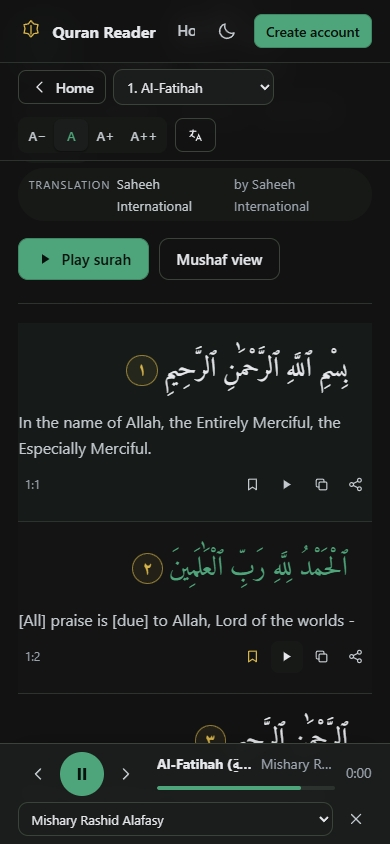 Quran Reader Ho Create account
Home 1. Al-Fatihah
A− A A+ A++
TRANSLATION Saheeh International by Saheeh International
Play surah Mushaf view
بِسْمِ ٱللَّهِ ٱلرَّحْمَٰنِ ٱلرَّحِيمِ ١
In the name of Allah, the Entirely Merciful, the
Especially Merciful.
1:1
ٱلْحَمْدُ لِلَّهِ رَبِّ ٱلْعَٰلَمِينَ ٢
[All] praise is [due] to Allah, Lord of the worlds -
1:2
ٱلرَّحْمَٰنِ ٱلرَّحِيمِ ٣
Al-Fatihah ... Mishary R... 0:00
Mishary Rashid Alafasy